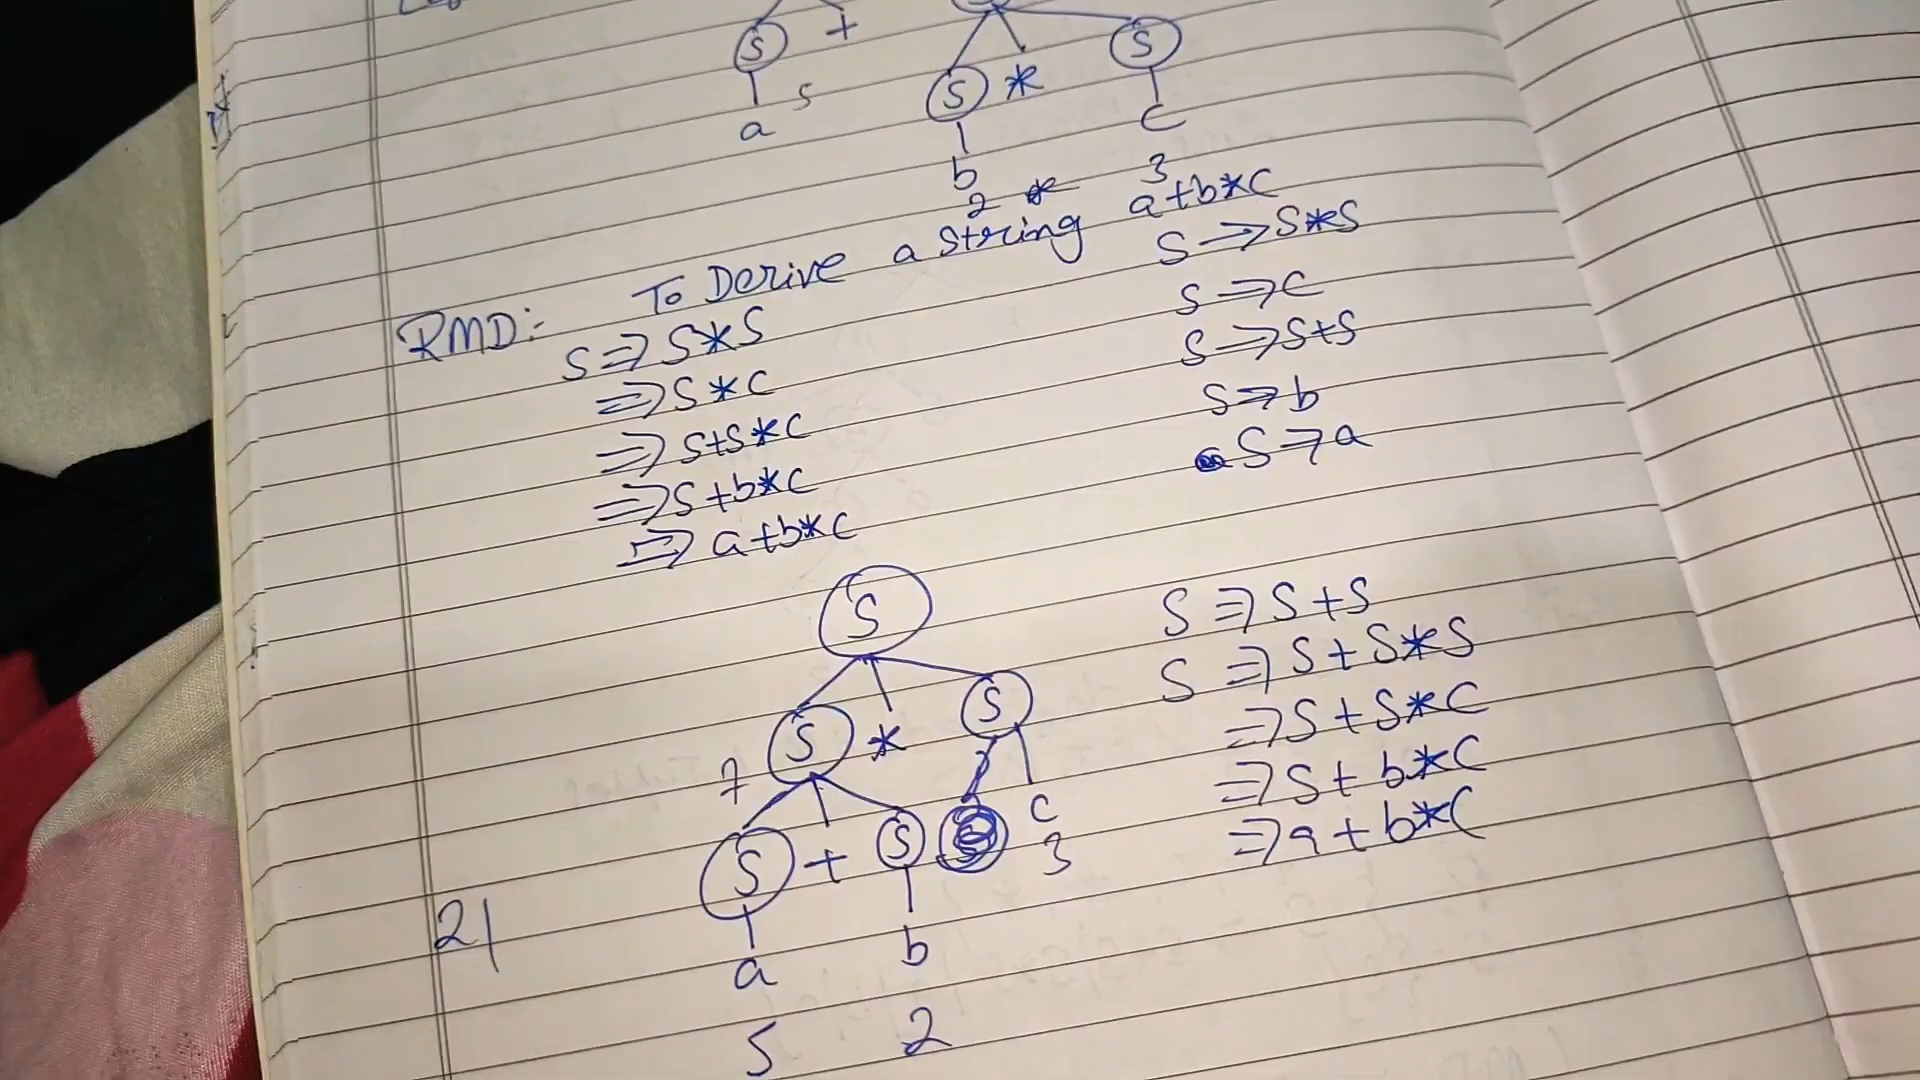 S + S
S * C
a 5
b 3
2 *
RMD:- To Derive a string a+b*C
S ⇒ S*S S ⇒ S*S
⇒ S*C S ⇒ C
⇒ S+S*C S ⇒ S+S
⇒ S+b*C S ⇒ b
⇒ a+b*C S ⇒ a
S S ⇒ S+S
S ⇒ S+S*S
S * S ⇒ S+S*C
7 ⇒ S+b*C
S + S C ⇒ a+b*C
3
21
a b
5 2